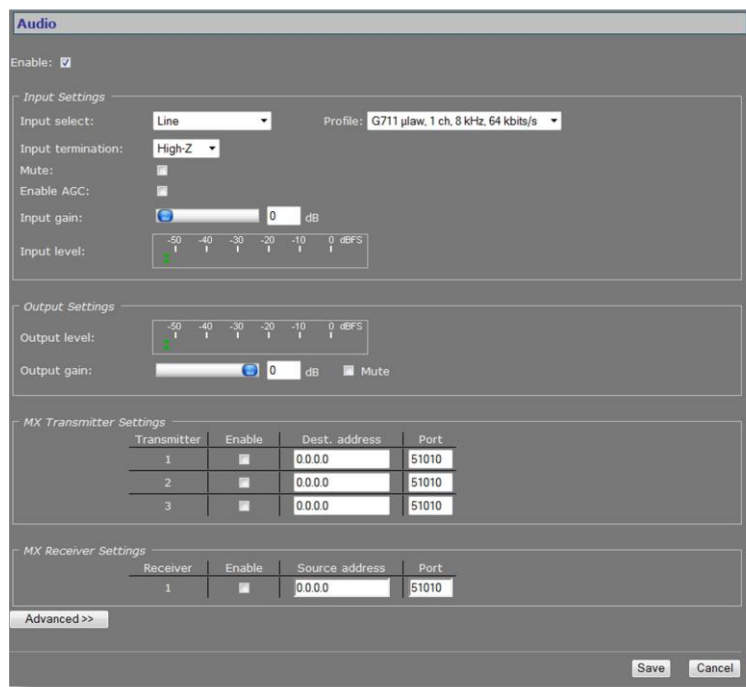 Audio
Enable:
Input Settings
Input select: Line Profile: G711 µlaw, 1 ch, 8 kHz, 64 kbits/s
Input termination: High-Z
Mute:
Enable AGC:
Input gain: 0 dB
-50 -40 -30 -20 -10 0 dBFS
Input level:
Output Settings
-50 -40 -30 -20 -10 0 dBFS
Output level:
Output gain: 0 dB Mute
MX Transmitter Settings
Transmitter Enable Dest. address Port
1 0.0.0.0 51010
2 0.0.0.0 51010
3 0.0.0.0 51010
MX Receiver Settings
Receiver Enable Source address Port
1 0.0.0.0 51010
Advanced >>
Save Cancel